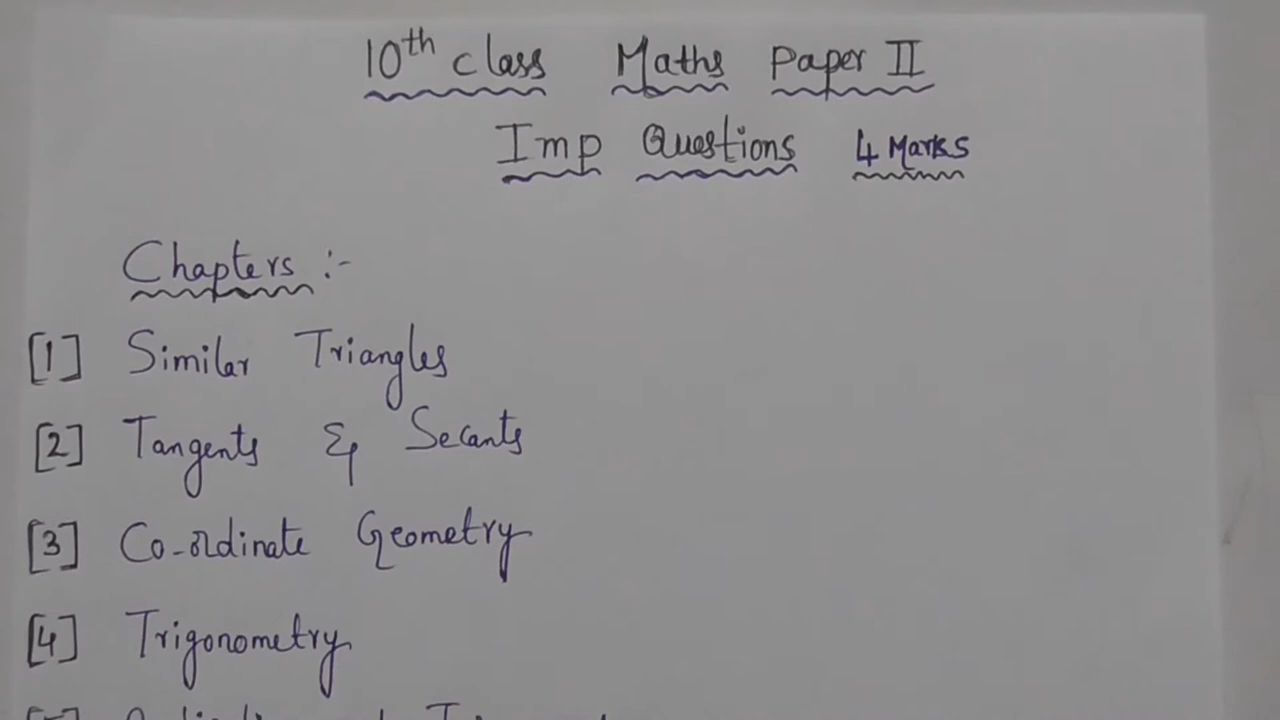 10th class Maths Paper II
Imp Questions 4 Marks
Chapters :-
[1] Similar Triangles
[2] Tangents & Secants
[3] Co-ordinate Geometry
[4] Trigonometry